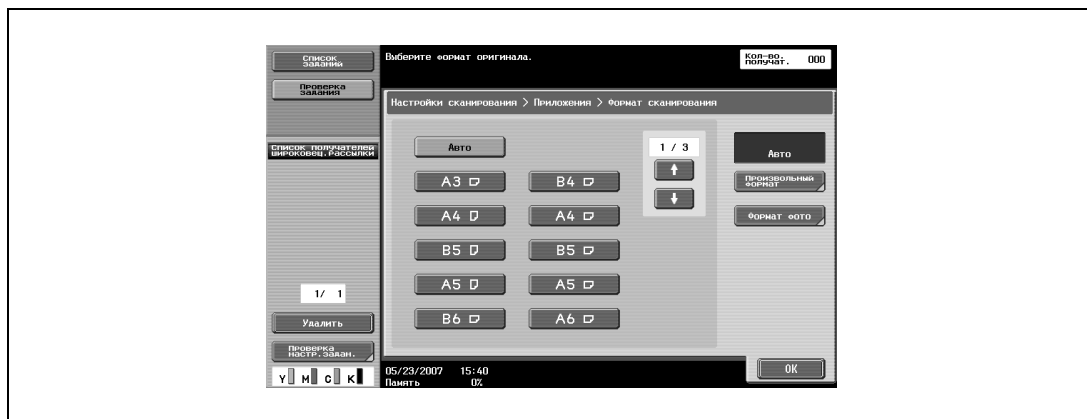 Список
заданий
Проверка
задания
Список получателей
широковещ.рассылки
1/ 1
Удалить
Проверка
настр.задан.
Y M C K
Выберите формат оригинала.
Кол-во.
получат. 000
Настройки сканирования > Приложения > Формат сканирования
Авто
1 / 3
A3 B4
A4 A4
B5 B5
A5 A5
B6 A6
Авто
Произвольный
формат
Формат фото
05/23/2007 15:40
Память 0%
OK